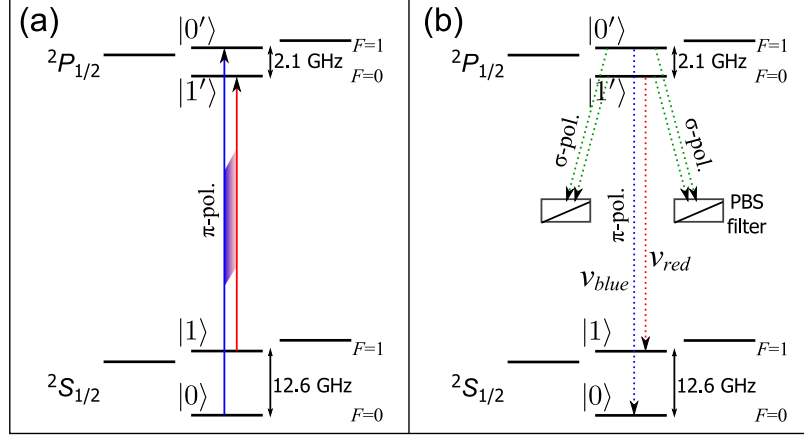 (a)
|0′⟩
F=1
²P₁/₂
2.1 GHz
F=0
|1′⟩
π-pol.
|1⟩
F=1
²S₁/₂
12.6 GHz
|0⟩
F=0
(b)
|0′⟩
F=1
²P₁/₂
2.1 GHz
F=0
|1′⟩
σ-pol.
σ-pol.
π-pol.
PBS
filter
ν_blue
ν_red
|1⟩
F=1
²S₁/₂
12.6 GHz
|0⟩
F=0